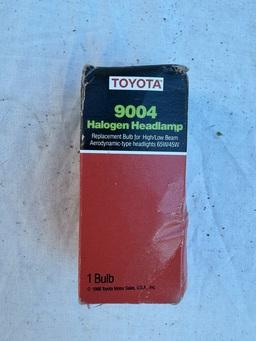 TOYOTA
9004
Halogen Headlamp
Replacement Bulb for High/Low Beam
Aerodynamic-type headlights 65W/45W
1 Bulb
Toyota Motor Sales, U.S.A., Inc.